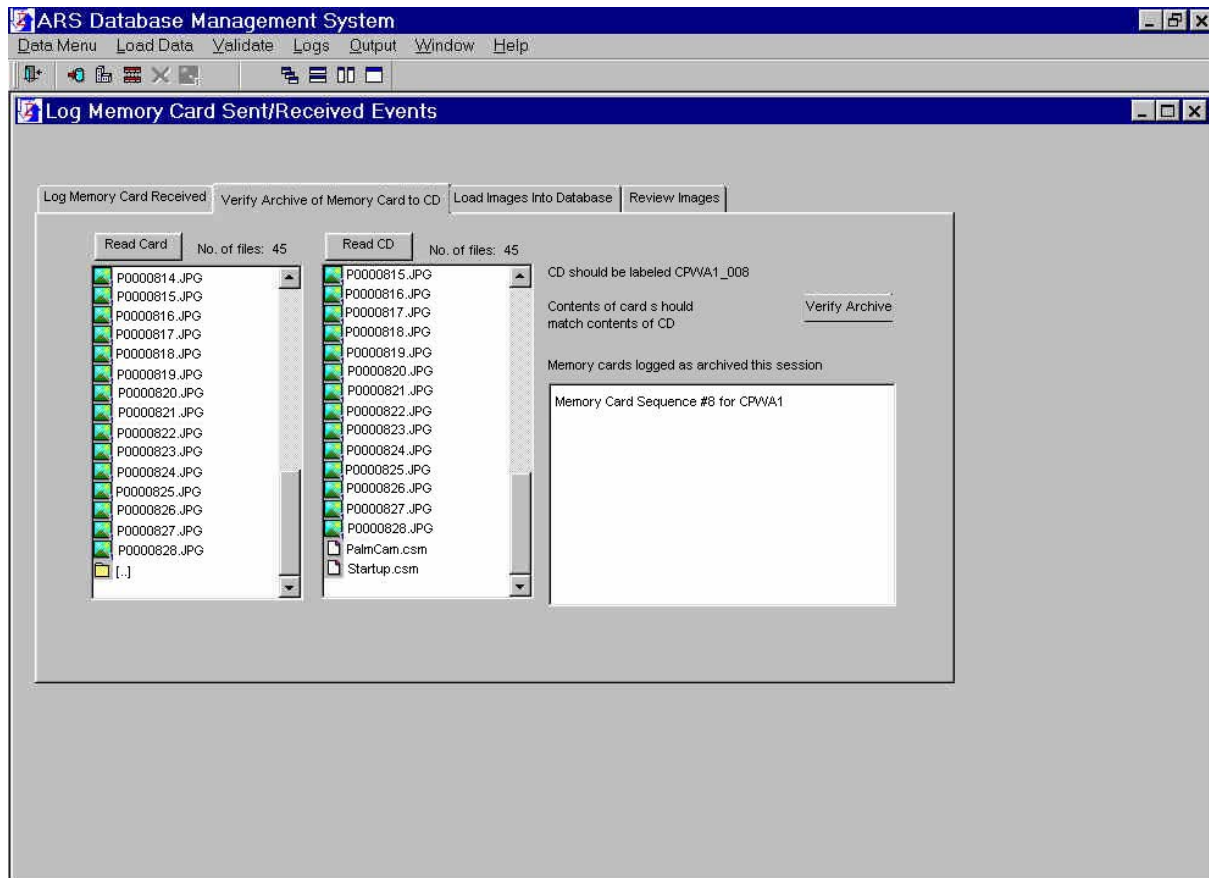 ARS Database Management System
Data Menu Load Data Validate Logs Output Window Help
Log Memory Card Sent/Received Events
Log Memory Card Received Verify Archive of Memory Card to CD Load Images Into Database Review Images
Read Card No. of files: 45
P0000814.JPG
P0000815.JPG
P0000816.JPG
P0000817.JPG
P0000818.JPG
P0000819.JPG
P0000820.JPG
P0000821.JPG
P0000822.JPG
P0000823.JPG
P0000824.JPG
P0000825.JPG
P0000826.JPG
P0000827.JPG
P0000828.JPG
[..]
Read CD No. of files: 45
P0000815.JPG
P0000816.JPG
P0000817.JPG
P0000818.JPG
P0000819.JPG
P0000820.JPG
P0000821.JPG
P0000822.JPG
P0000823.JPG
P0000824.JPG
P0000825.JPG
P0000826.JPG
P0000827.JPG
P0000828.JPG
PalmCam.csm
Startup.csm
CD should be labeled CPWA1_008
Contents of card s hould
match contents of CD
Verify Archive
Memory cards logged as archived this session
Memory Card Sequence #8 for CPWA1